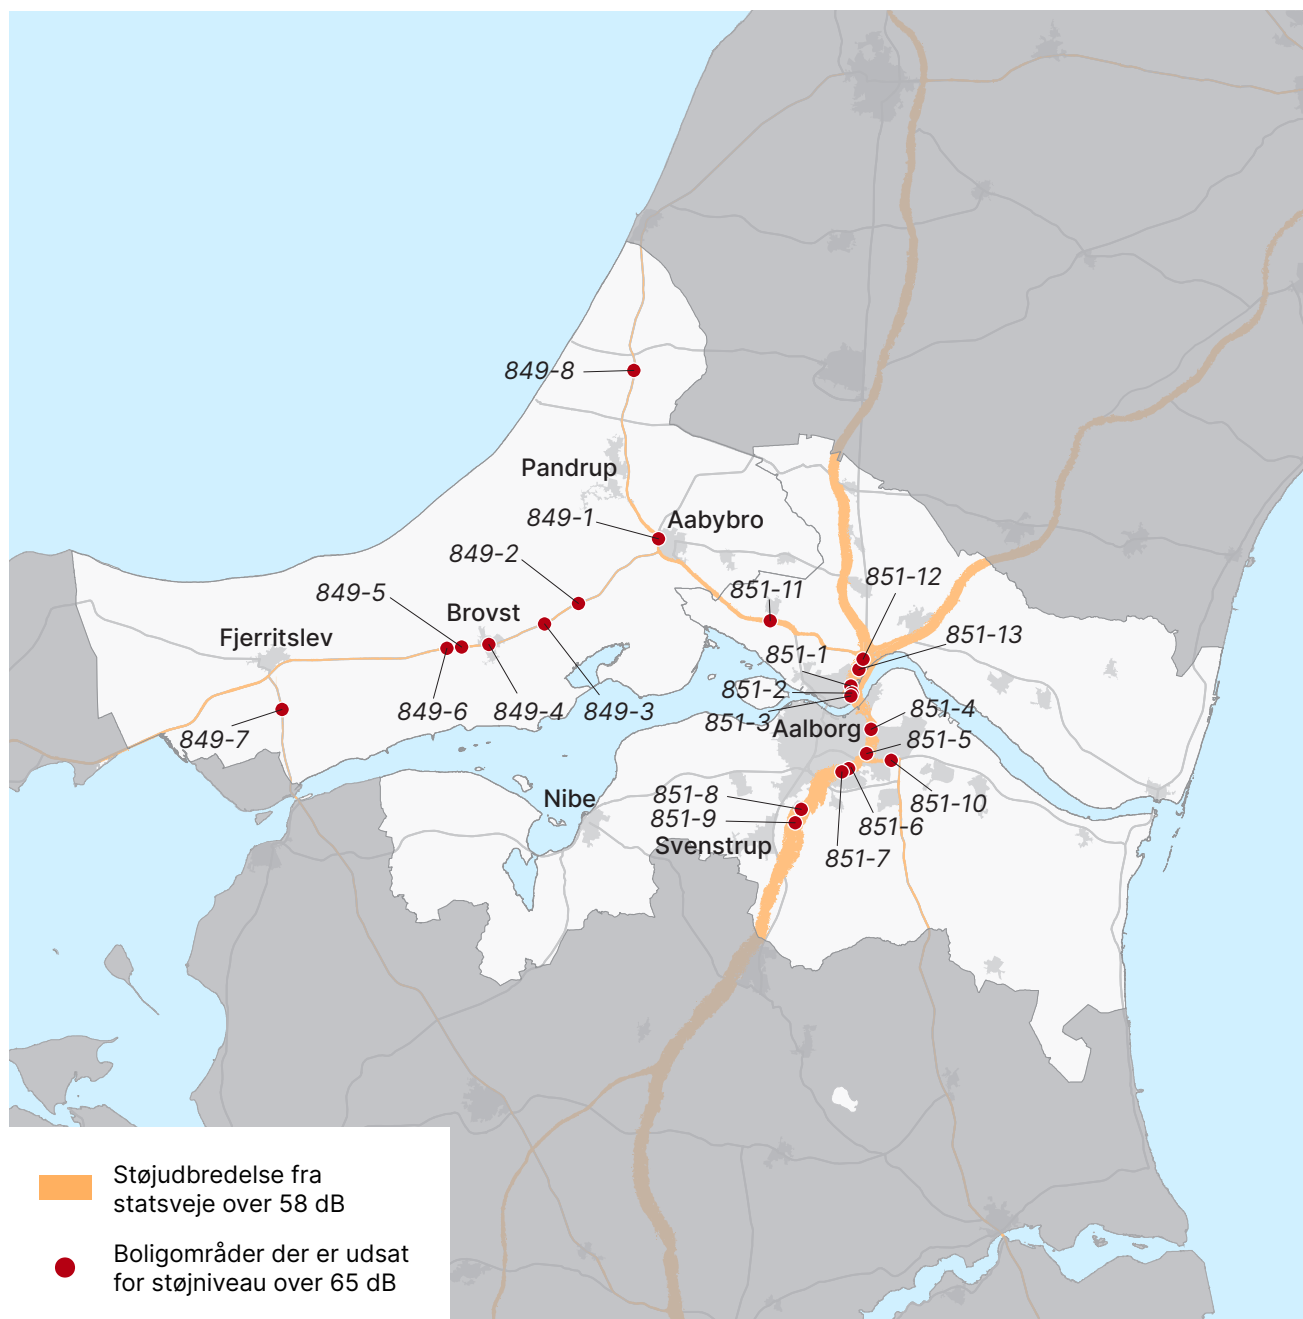 849-8
Pandrup
849-1
Aabybro
849-2
851-12
849-5
851-11
Brovst
Fjerritslev
851-13
851-1
851-2
849-6
849-4
849-3
851-4
851-3
Aalborg
849-7
851-5
851-8
Nibe
851-10
851-9
851-6
Svenstrup
851-7
Støjudbredelse fra
statsveje over 58 dB
Boligområder der er udsat
for støjniveau over 65 dB